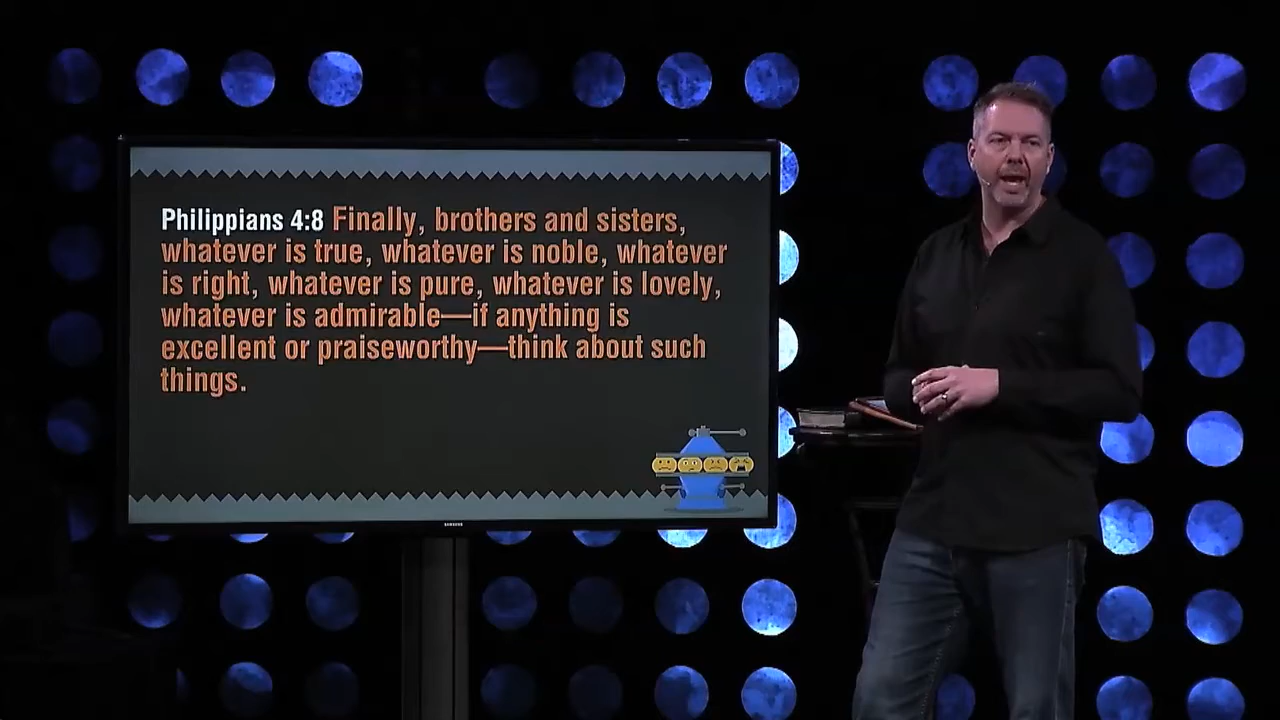 Philippians 4:8 Finally, brothers and sisters,
whatever is true, whatever is noble, whatever
is right, whatever is pure, whatever is lovely,
whatever is admirable—if anything is
excellent or praiseworthy—think about such
things.
SAMSUNG